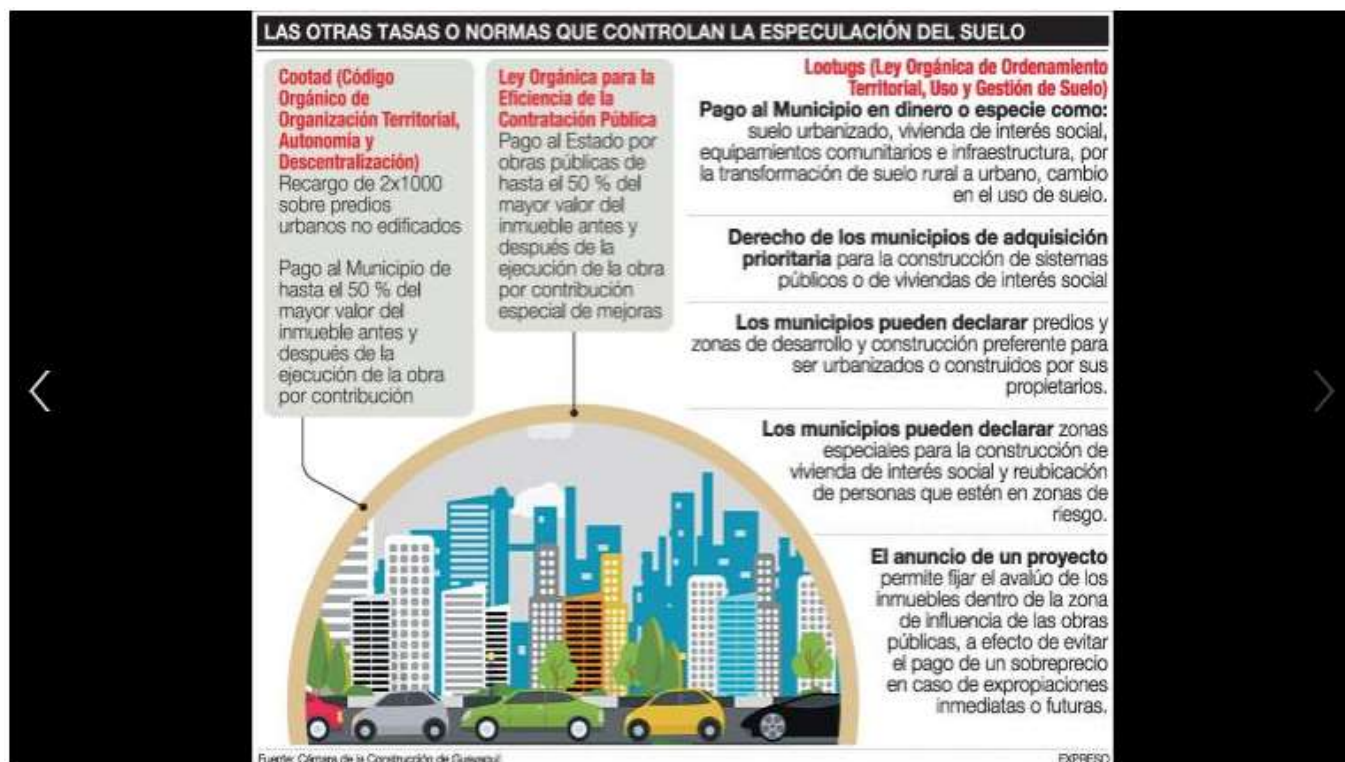 LAS OTRAS TASAS O NORMAS QUE CONTROLAN LA ESPECULACIÓN DEL SUELO
Cootad (Código
Orgánico de
Organización Territorial,
Autonomía y
Descentralización)
Recargo de 2x1000
sobre predios
urbanos no edificados
Pago al Municipio de
hasta el 50 % del
mayor valor del
inmueble antes y
después de la
ejecución de la obra
por contribución
Ley Orgánica para la
Eficiencia de la
Contratación Pública
Pago al Estado por
obras públicas de
hasta el 50 % del
mayor valor del
inmueble antes y
después de la
ejecución de la obra
por contribución
especial de mejoras
Lootugs (Ley Orgánica de Ordenamiento
Territorial, Uso y Gestión de Suelo)
Pago al Municipio en dinero o especie como:
suelo urbanizado, vivienda de interés social,
equipamientos comunitarios e infraestructura, por
la transformación de suelo rural a urbano, cambio
en el uso de suelo.
Derecho de los municipios de adquisición
prioritaria para la construcción de sistemas
públicos o de viviendas de interés social
Los municipios pueden declarar predios y
zonas de desarrollo y construcción preferente para
ser urbanizados o construidos por sus
propietarios.
Los municipios pueden declarar zonas
especiales para la construcción de
vivienda de interés social y reubicación
de personas que estén en zonas de
riesgo.
El anuncio de un proyecto
permite fijar el avalúo de los
inmuebles dentro de la zona
de influencia de las obras
públicas, a efecto de evitar
el pago de un sobreprecio
en caso de expropiaciones
inmediatas o futuras.
Fuente: Cámara de la Construcción de Guayaquil
EXPRESO